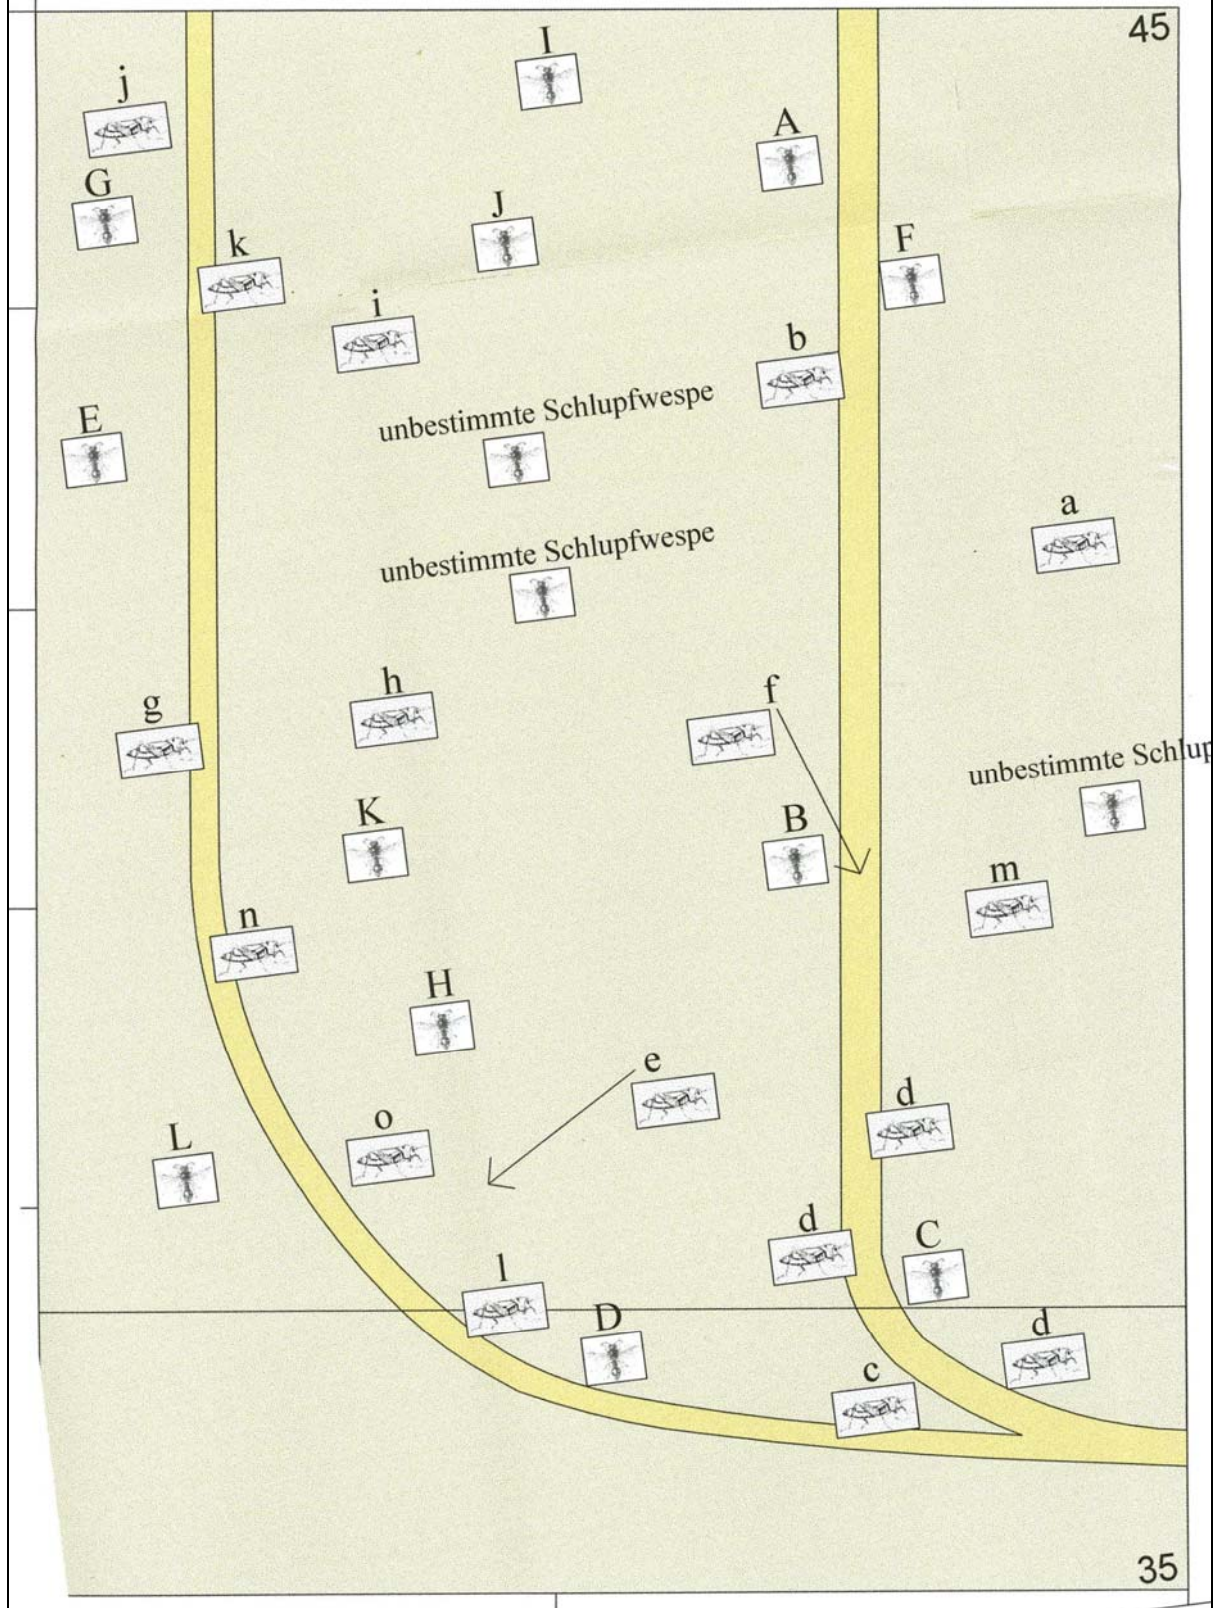 I
45
j
A
G
J
k
F
i
b
unbestimmte Schlupfwespe
E
a
unbestimmte Schlupfwespe
h
f
g
unbestimmte Schlup
K
B
m
n
H
e
d
o
L
d
C
l
D
d
c
35